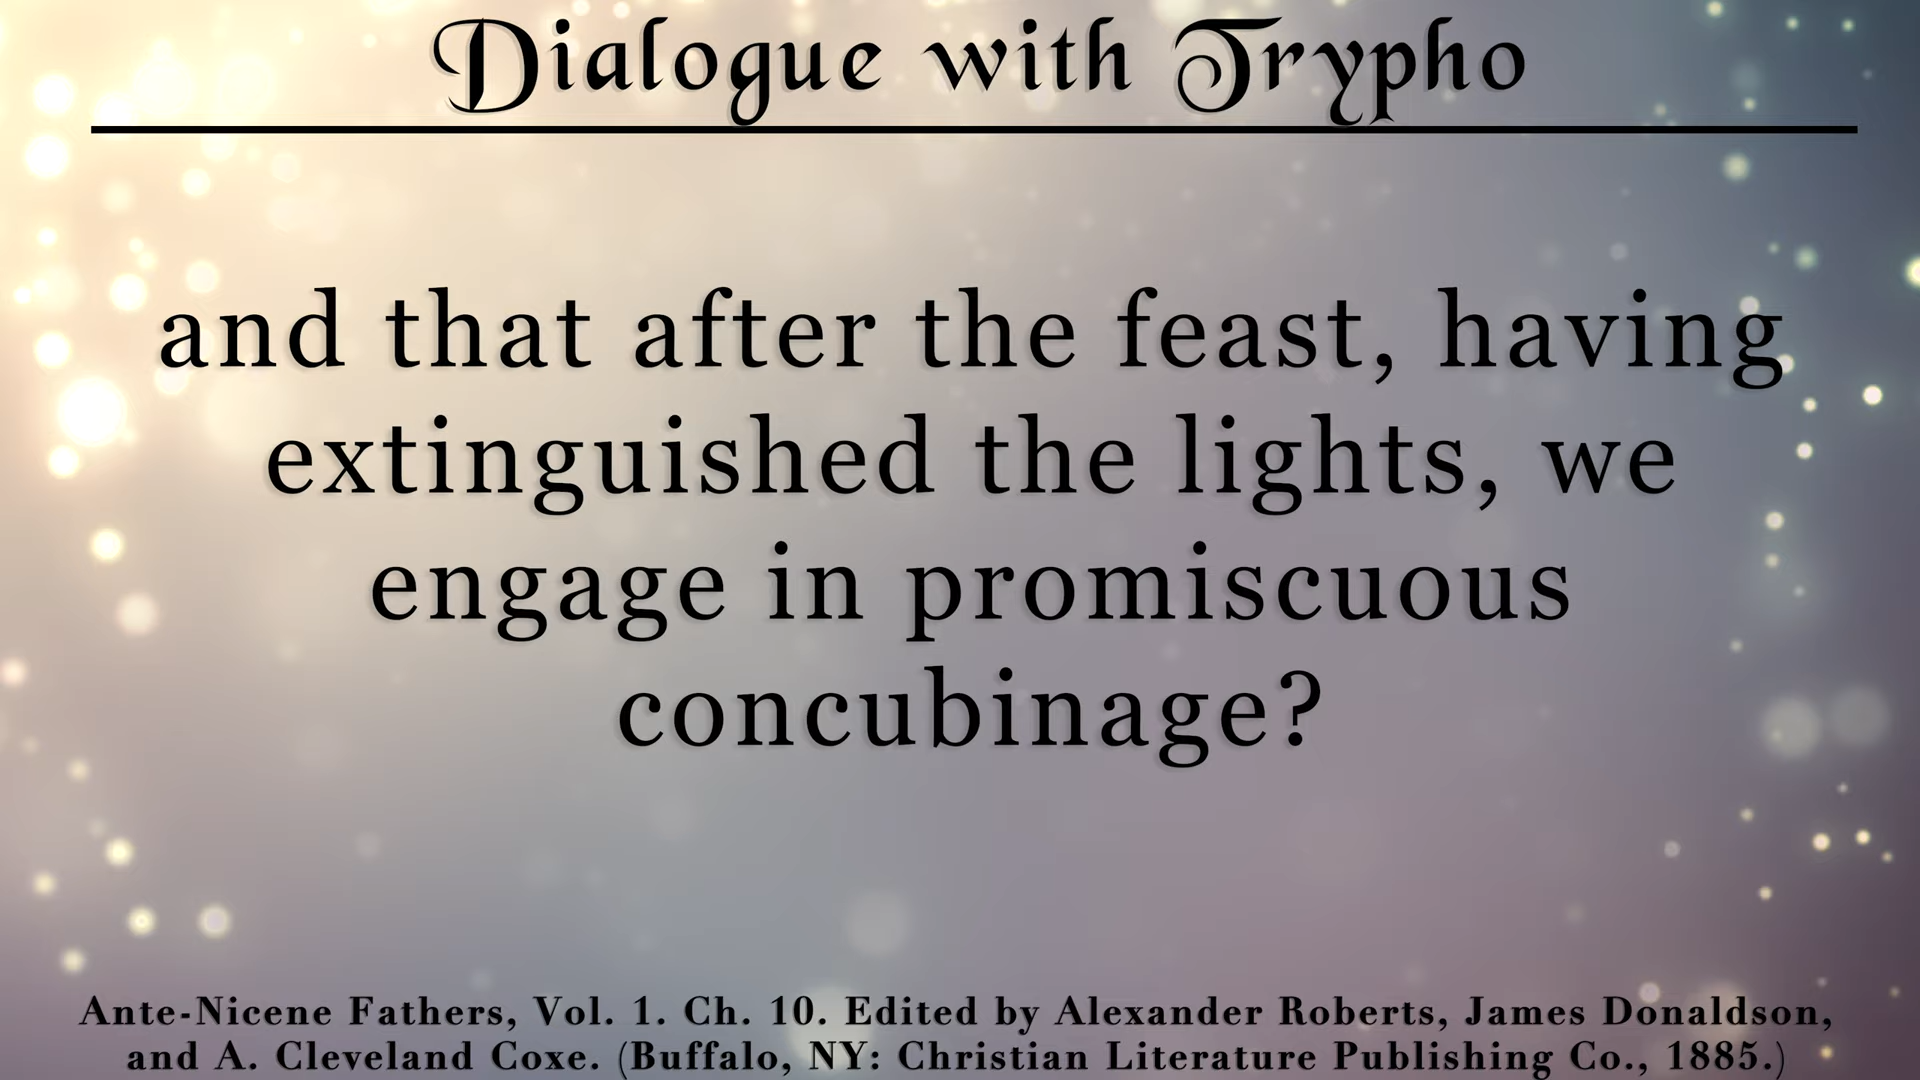 Dialogue with Trypho
and that after the feast, having
extinguished the lights, we
engage in promiscuous
concubinage?
Ante-Nicene Fathers, Vol. 1. Ch. 10. Edited by Alexander Roberts, James Donaldson,
and A. Cleveland Coxe. (Buffalo, NY: Christian Literature Publishing Co., 1885.)